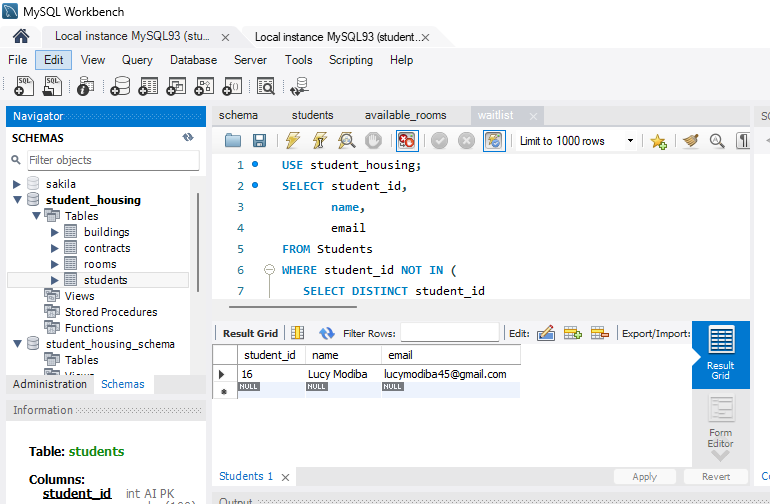 MySQL Workbench
Local instance MySQL93 (stu... × Local instance MySQL93 (student... ×
File Edit View Query Database Server Tools Scripting Help
Navigator
SCHEMAS
Filter objects
sakila
student_housing
Tables
buildings
contracts
rooms
students
Views
Stored Procedures
Functions
student_housing_schema
Tables
Administration Schemas
Information
Table: students
Columns:
student_id int AI PK
schema students available_rooms waitlist ×
Limit to 1000 rows
1 USE student_housing;
2 SELECT student_id,
3 name,
4 email
5 FROM Students
6 WHERE student_id NOT IN (
7 SELECT DISTINCT student_id
Result Grid Filter Rows: Edit: Export/Import:
student_id name email
16 Lucy Modiba lucymodiba45@gmail.com
NULL NULL NULL
Result
Grid
Form
Editor
Students 1 ×
Apply Revert
Output